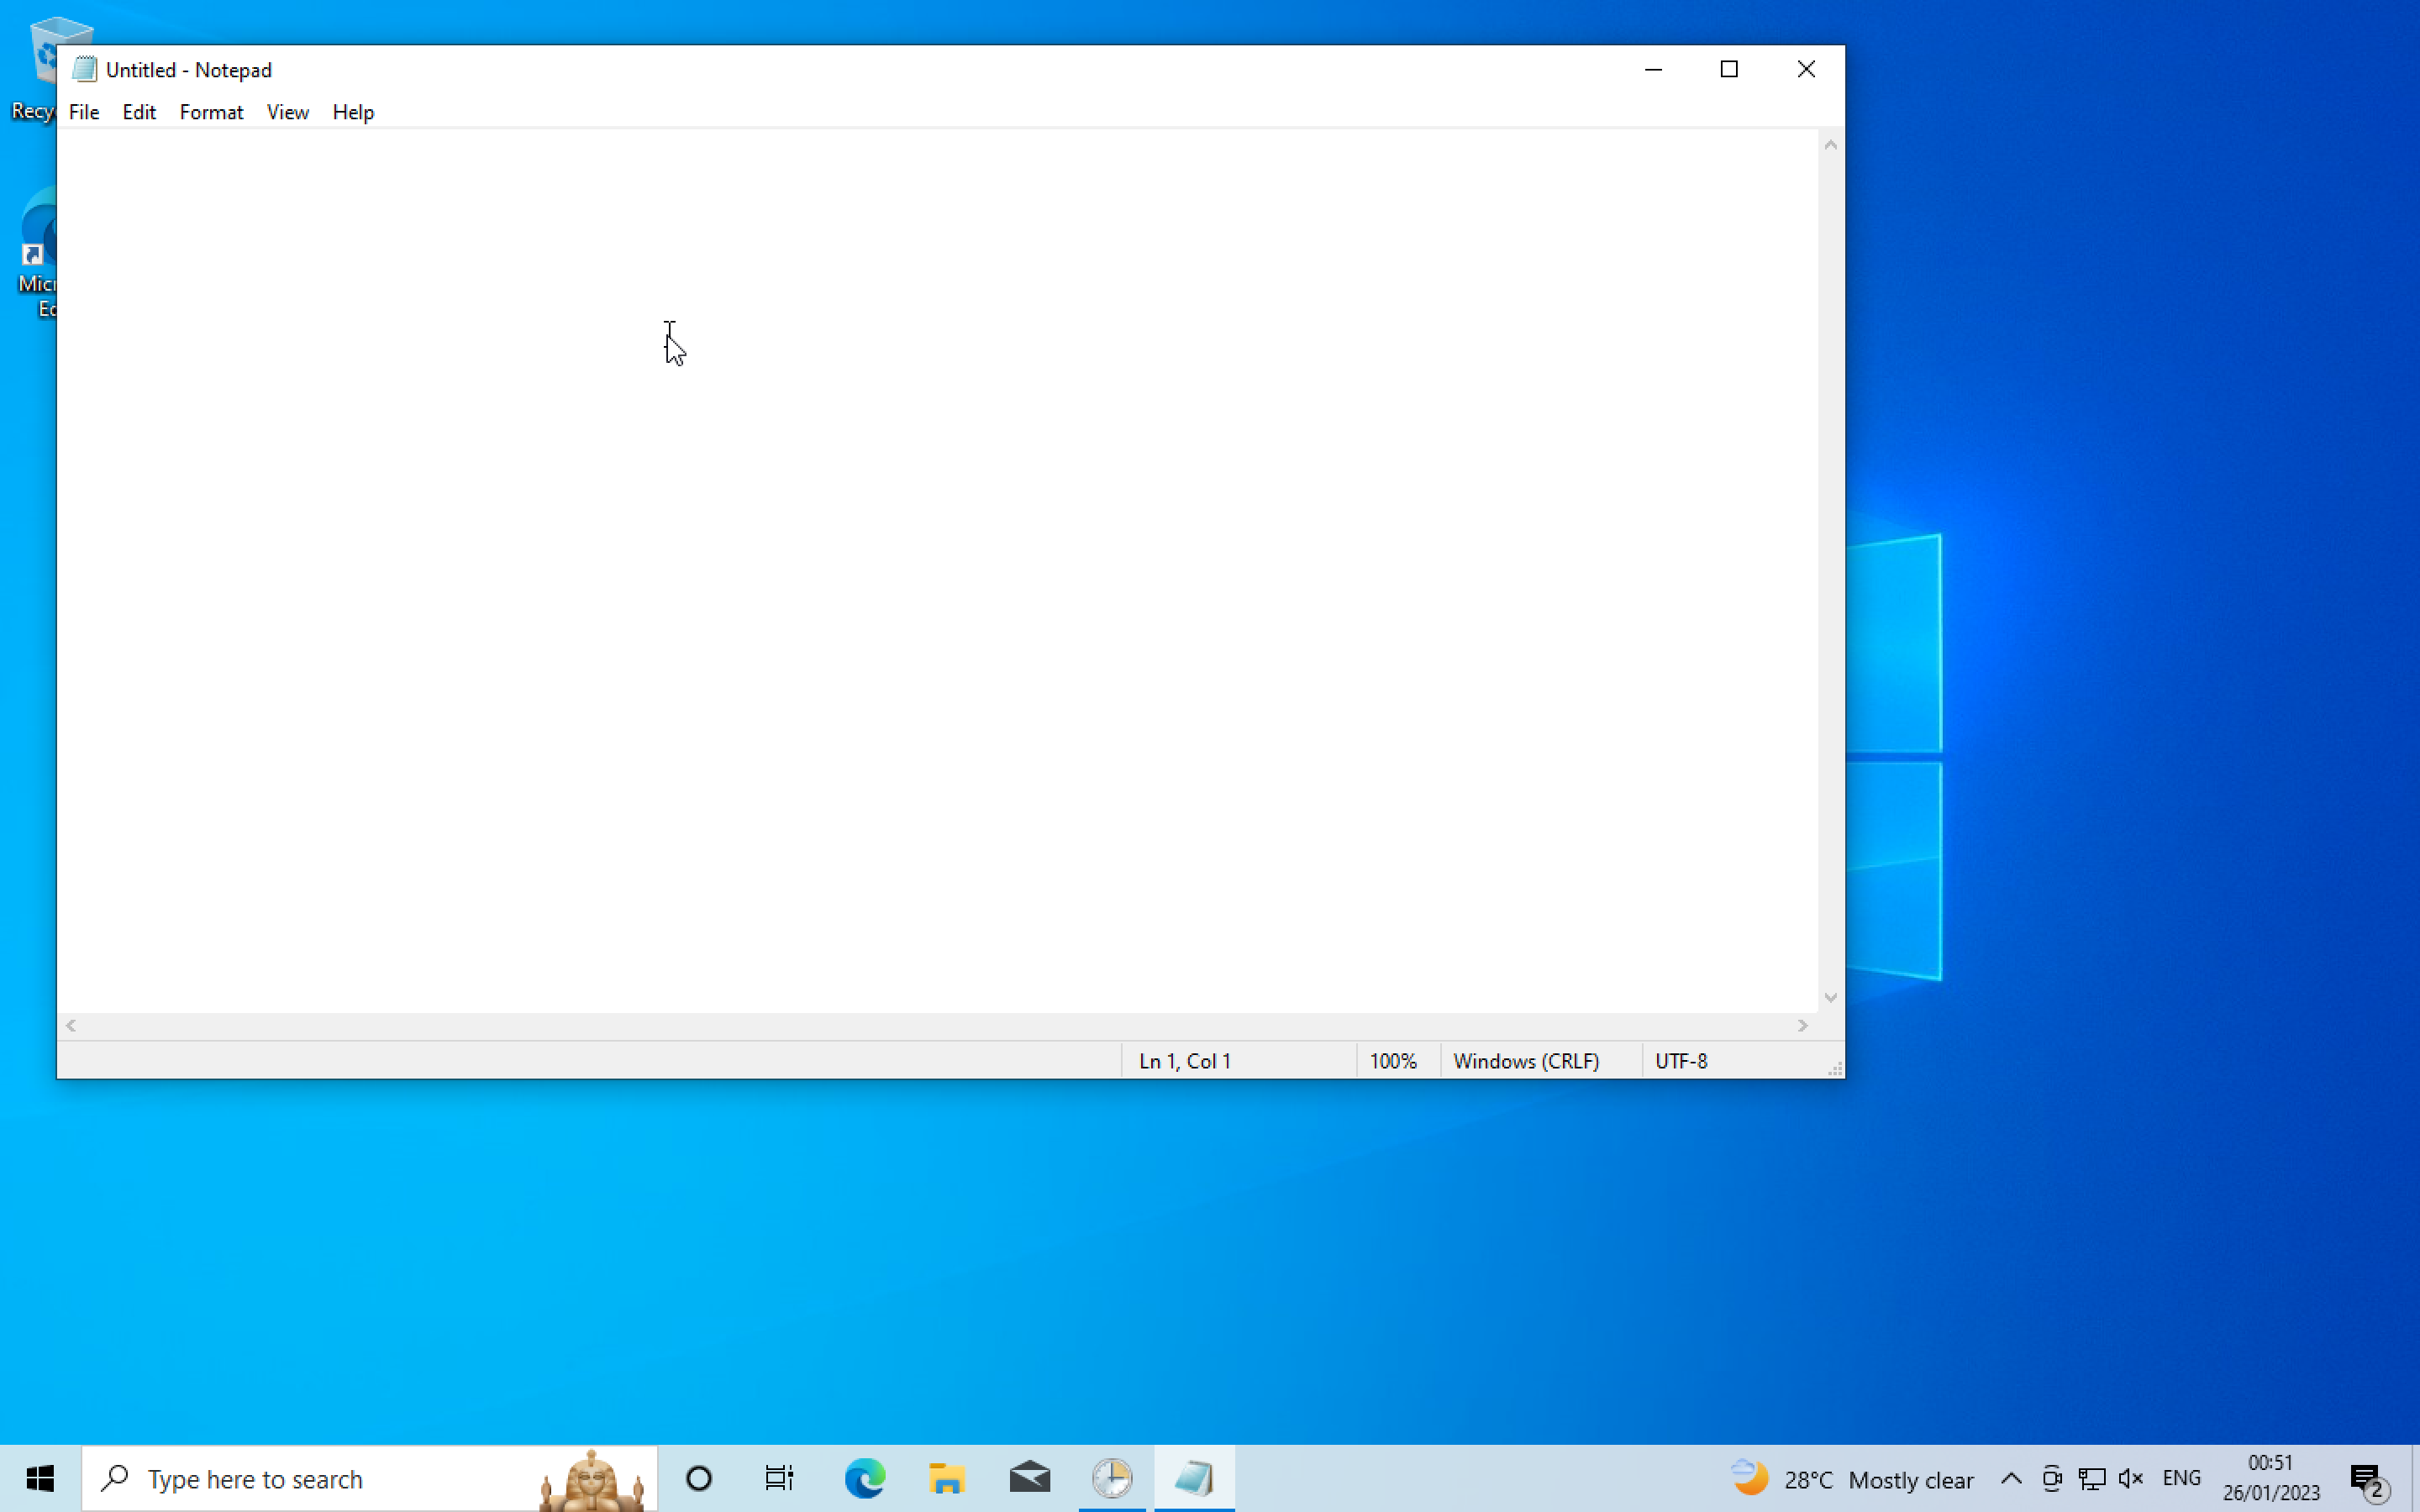 Recy
Untitled - Notepad
File Edit Format View Help
Micr
Ed
Ln 1, Col 1 100% Windows (CRLF) UTF-8
Type here to search
28°C Mostly clear
ENG
00:51
26/01/2023
2